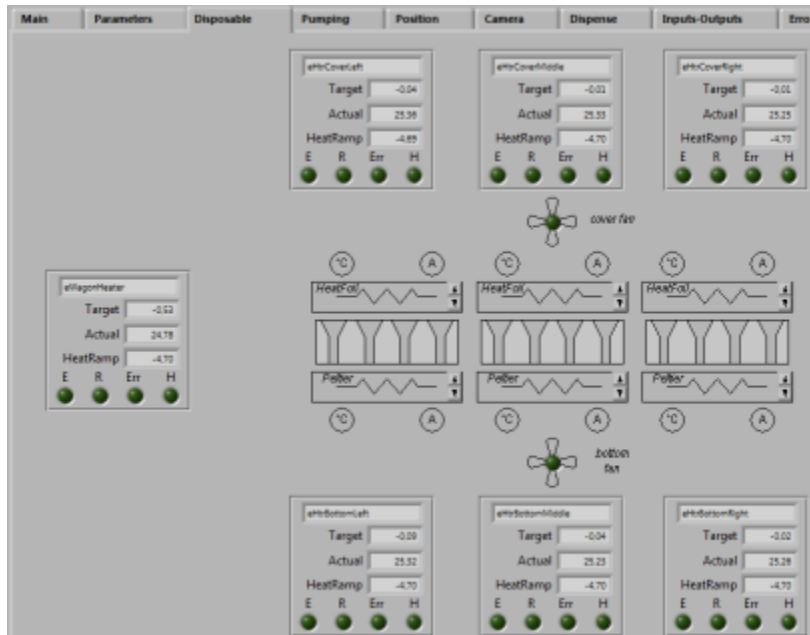 Main Parameters Disposable Pumping Position Camera Dispense Inputs-Outputs Erro
eHtrCoverLeft
Target -0,04
Actual 25,36
HeatRamp -4,69
E R Err H
eHtrCoverMiddle
Target -0,01
Actual 25,33
HeatRamp -4,70
E R Err H
eHtrCoverRight
Target -0,01
Actual 25,25
HeatRamp -4,70
E R Err H
cover fan
°C A °C A °C A
HeatFoil HeatFoil HeatFoil
eWagonHeater
Target -0,53
Actual 24,78
HeatRamp -4,70
E R Err H
Peltier Peltier Peltier
°C A °C A °C A
bottom
fan
eHtrBottomLeft
Target -0,09
Actual 25,32
HeatRamp -4,70
E R Err H
eHtrBottomMiddle
Target -0,04
Actual 25,23
HeatRamp -4,70
E R Err H
eHtrBottomRight
Target -0,02
Actual 25,26
HeatRamp -4,70
E R Err H